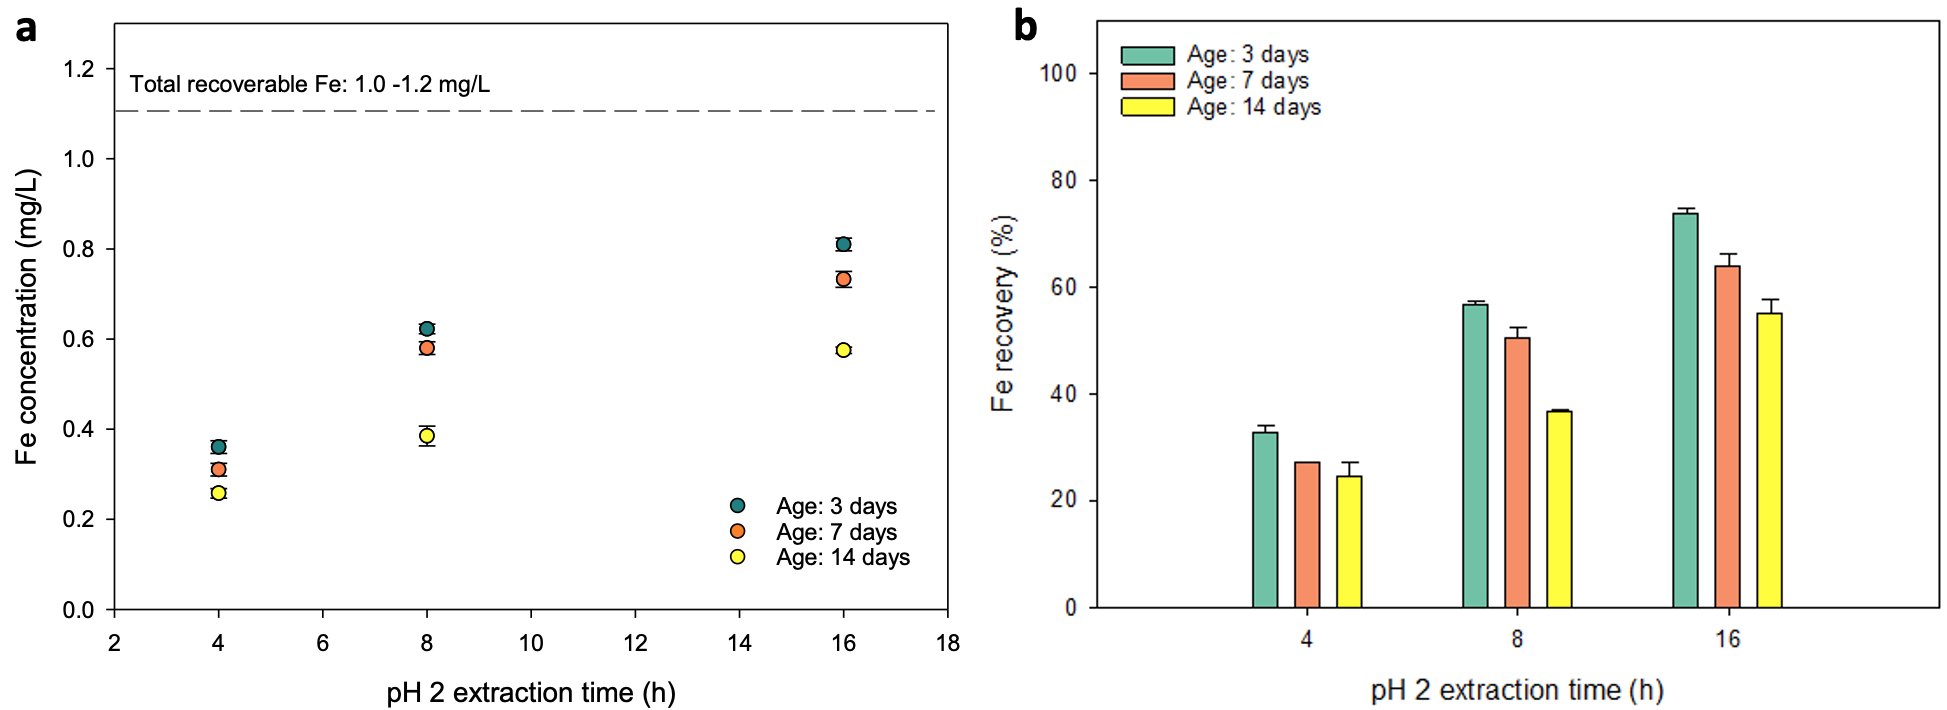 a
1.2
1.0
0.8
0.6
0.4
0.2
0.0
Fe concentration (mg/L)
Total recoverable Fe: 1.0 -1.2 mg/L
Age: 3 days
Age: 7 days
Age: 14 days
2 4 6 8 10 12 14 16 18
pH 2 extraction time (h)
b
100
80
60
40
20
0
Fe recovery (%)
Age: 3 days
Age: 7 days
Age: 14 days
4 8 16
pH 2 extraction time (h)